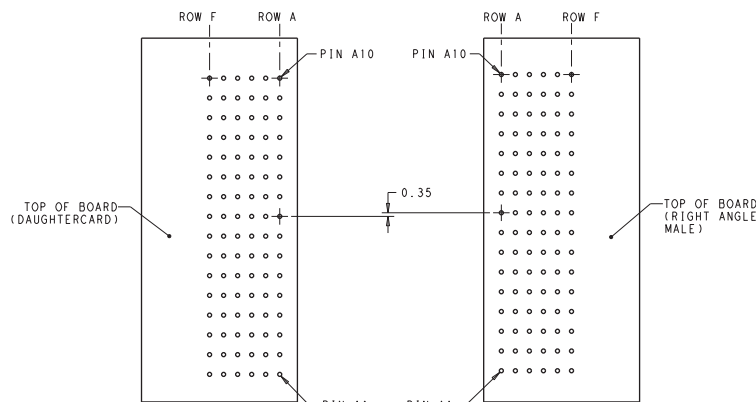 ROW F ROW A ROW A ROW F
PIN A10 PIN A10
0.35
TOP OF BOARD
(DAUGHTERCARD)
TOP OF BOARD
(RIGHT ANGLE
MALE)